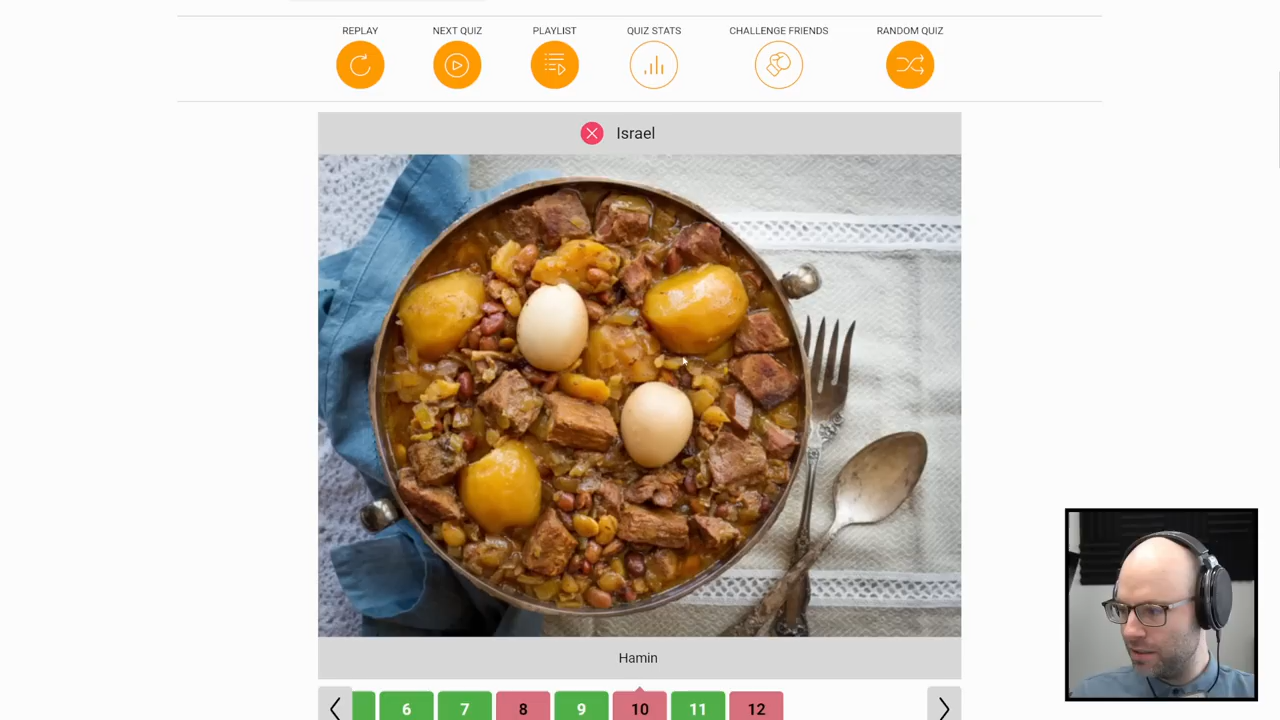 REPLAY NEXT QUIZ PLAYLIST QUIZ STATS CHALLENGE FRIENDS RANDOM QUIZ
Israel
Hamin
6 7 8 9 10 11 12